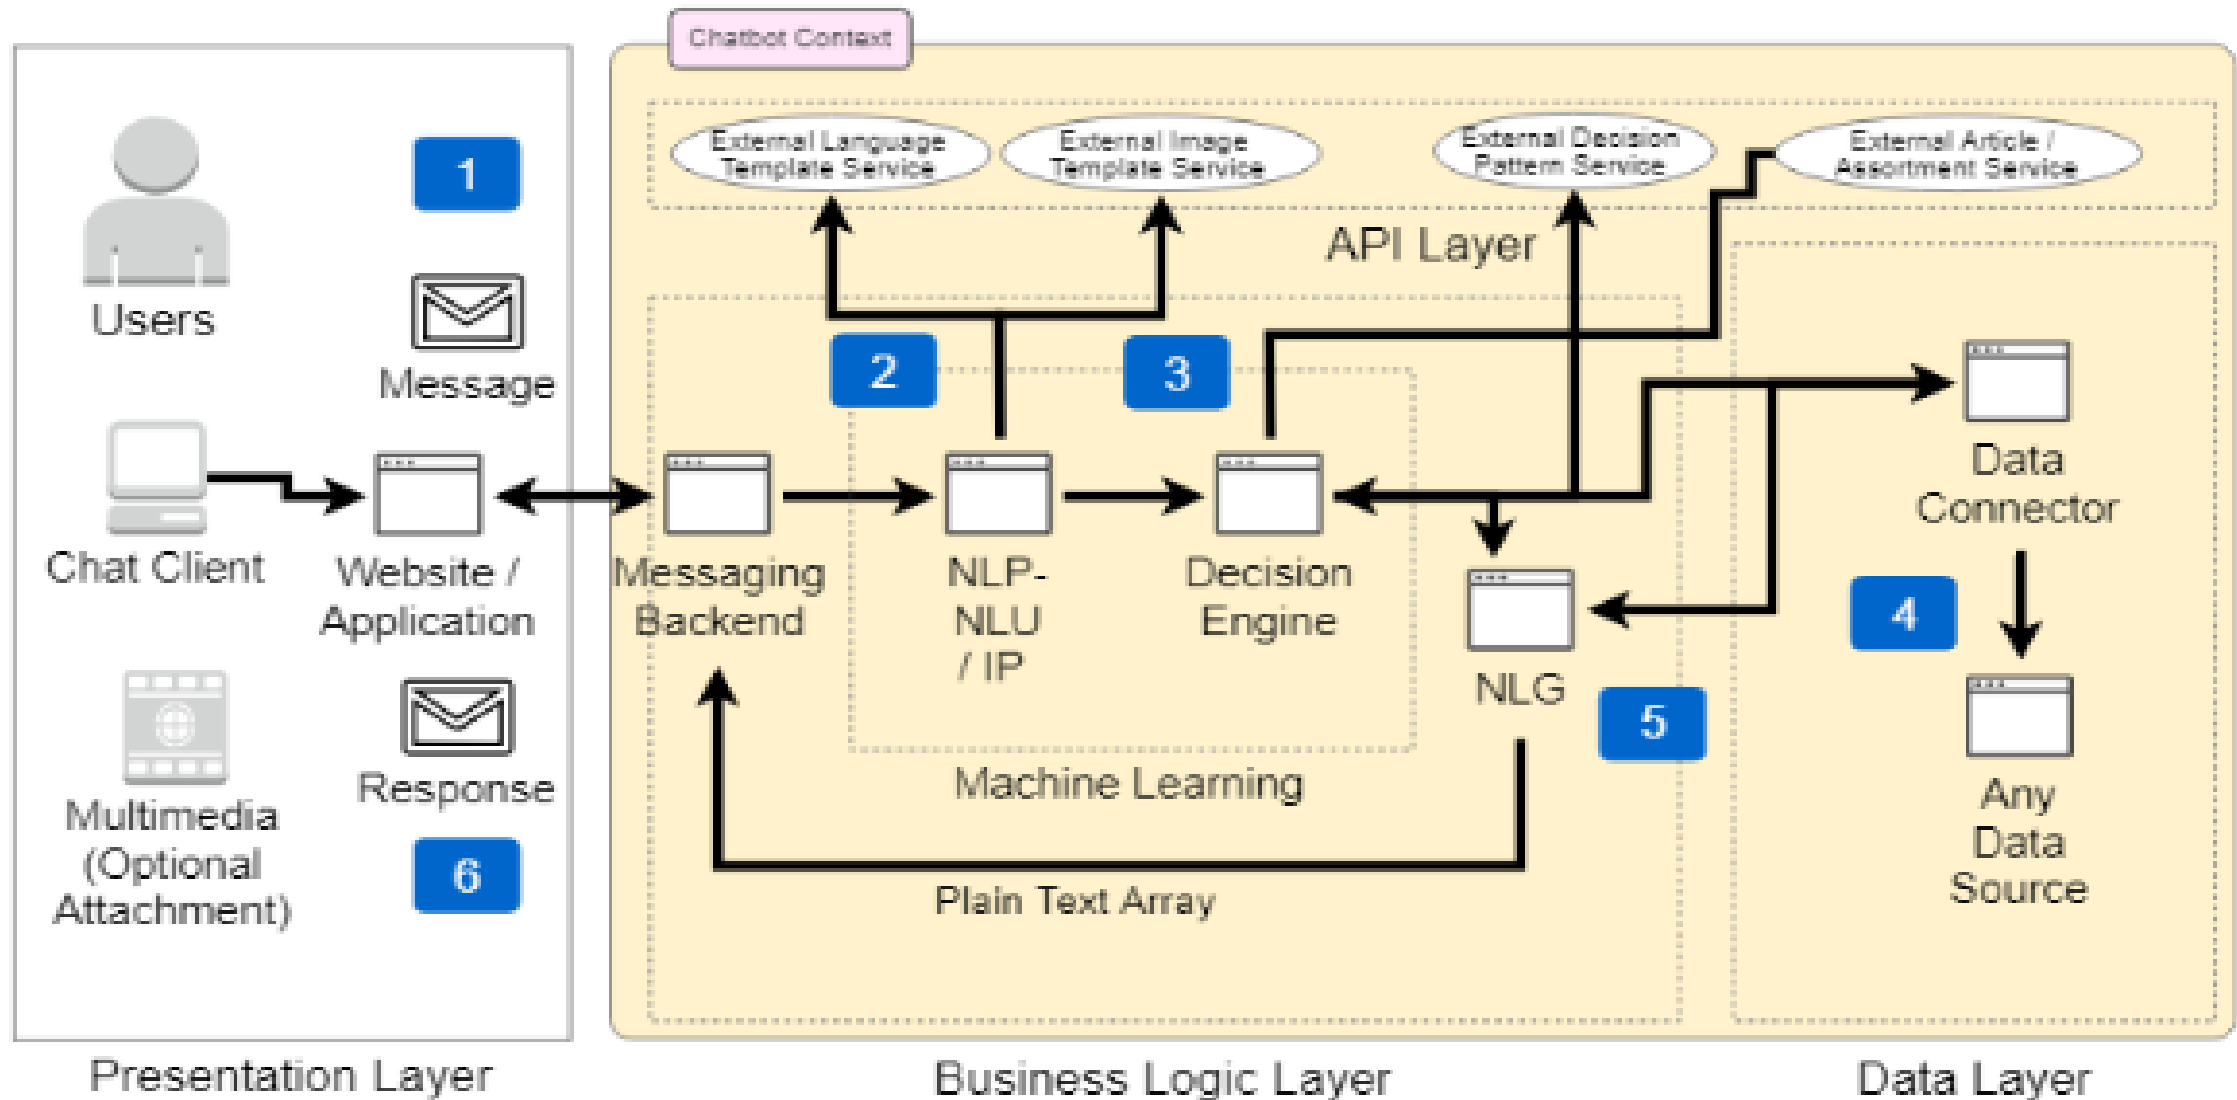 Chatbot Context
External Language
Template Service
External Image
Template Service
External Decision
Pattern Service
External Article /
Assortment Service
API Layer
1
Users
Message
2
3
Chat Client
Website /
Application
Messaging
Backend
NLP-
NLU
/ IP
Decision
Engine
Data
Connector
4
NLG
5
Multimedia
(Optional
Attachment)
Response
6
Machine Learning
Plain Text Array
Any
Data
Source
Presentation Layer
Business Logic Layer
Data Layer